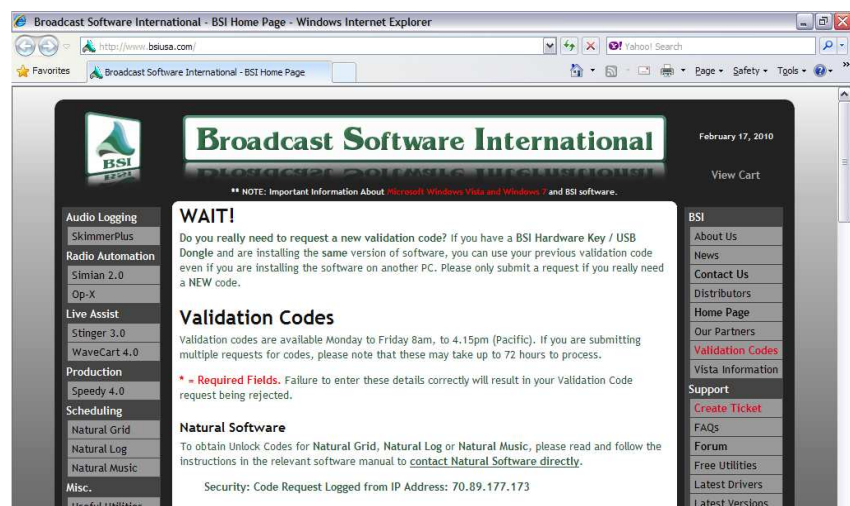 Broadcast Software International - BSI Home Page - Windows Internet Explorer
http://www.bsiusa.com/
Yahoo! Search
Favorites
Broadcast Software International - BSI Home Page
Page
Safety
Tools
BSI
Broadcast Software International
February 17, 2010
View Cart
** NOTE: Important Information About Microsoft Windows Vista and Windows 7 and BSI software.
Audio Logging
SkimmerPlus
Radio Automation
Simian 2.0
Op-X
Live Assist
Stinger 3.0
WaveCart 4.0
Production
Speedy 4.0
Scheduling
Natural Grid
Natural Log
Natural Music
Misc.
Useful Utilities
WAIT!
Do you really need to request a new validation code? If you have a BSI Hardware Key / USB
Dongle and are installing the same version of software, you can use your previous validation code
even if you are installing the software on another PC. Please only submit a request if you really need
a NEW code.
Validation Codes
Validation codes are available Monday to Friday 8am, to 4.15pm (Pacific). If you are submitting
multiple requests for codes, please note that these may take up to 72 hours to process.
* = Required Fields. Failure to enter these details correctly will result in your Validation Code
request being rejected.
Natural Software
To obtain Unlock Codes for Natural Grid, Natural Log or Natural Music, please read and follow the
instructions in the relevant software manual to contact Natural Software directly.
Security: Code Request Logged from IP Address: 70.89.177.173
BSI
About Us
News
Contact Us
Distributors
Home Page
Our Partners
Validation Codes
Vista Information
Support
Create Ticket
FAQs
Forum
Free Utilities
Latest Drivers
Latest Versions